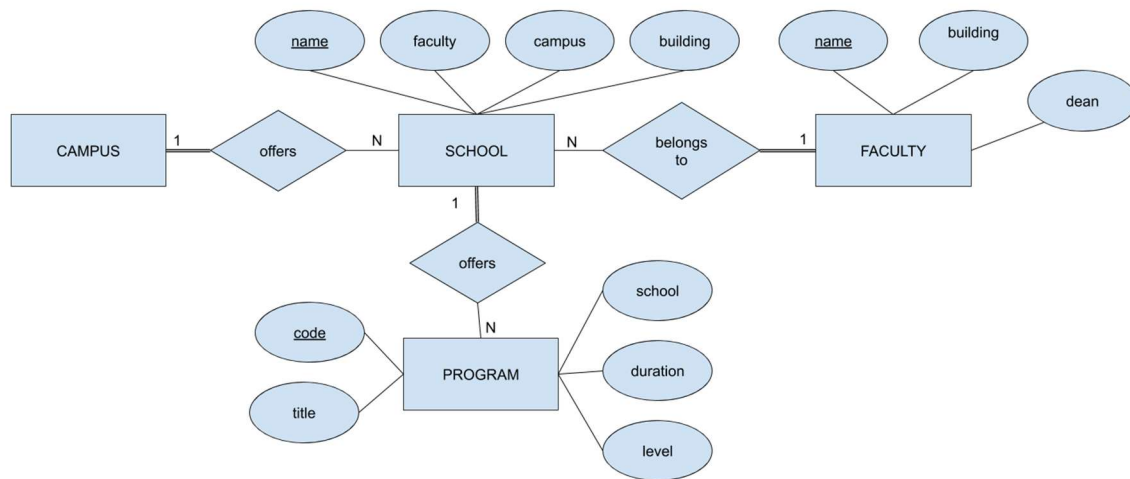 name
faculty
campus
building
name
building
dean
CAMPUS
1
offers
N
SCHOOL
N
belongs
to
1
FACULTY
1
offers
N
school
code
PROGRAM
duration
title
level